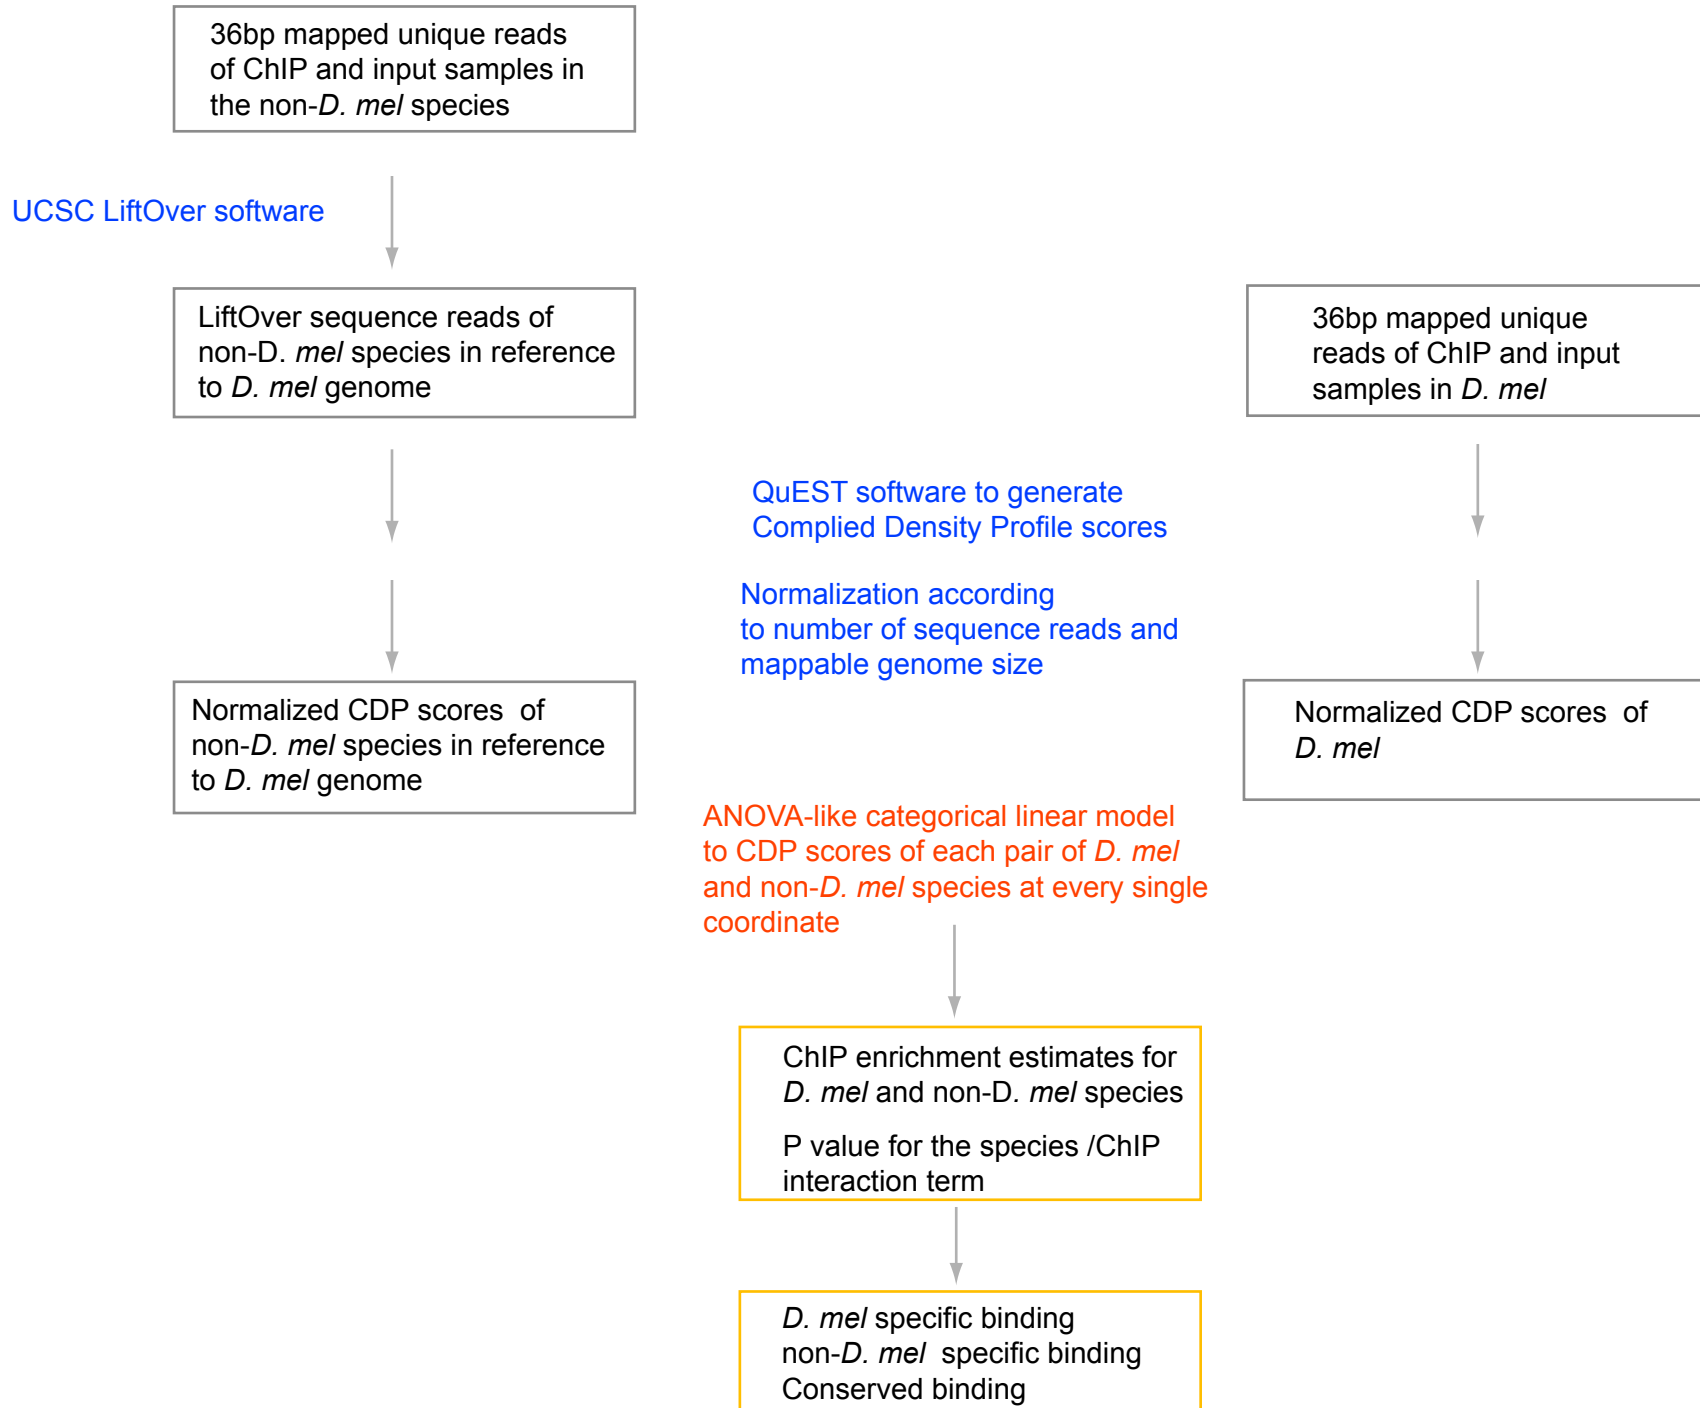 36bp mapped unique reads
of ChIP and input samples in
the non-D. mel species
UCSC LiftOver software
LiftOver sequence reads of
non-D. mel species in reference
to D. mel genome
36bp mapped unique
reads of ChIP and input
samples in D. mel
QuEST software to generate
Complied Density Profile scores
Normalization according
to number of sequence reads and
mappable genome size
Normalized CDP scores of
non-D. mel species in reference
to D. mel genome
Normalized CDP scores of
D. mel
ANOVA-like categorical linear model
to CDP scores of each pair of D. mel
and non-D. mel species at every single
coordinate
ChIP enrichment estimates for
D. mel and non-D. mel species
P value for the species /ChIP
interaction term
D. mel specific binding
non-D. mel specific binding
Conserved binding